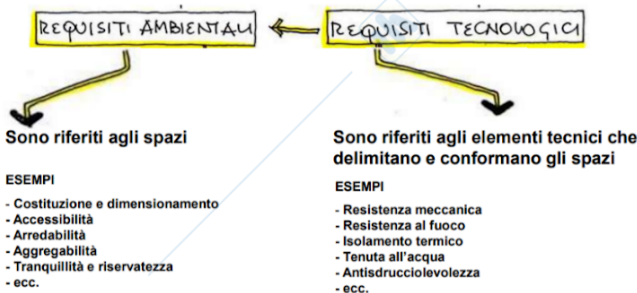 REQUISITI AMBIENTALI
REQUISITI TECNOLOGICI
Sono riferiti agli spazi
ESEMPI
- Costituzione e dimensionamento
- Accessibilità
- Arredabilità
- Aggregabilità
- Tranquillità e riservatezza
- ecc.
Sono riferiti agli elementi tecnici che
delimitano e conformano gli spazi
ESEMPI
- Resistenza meccanica
- Resistenza al fuoco
- Isolamento termico
- Tenuta all'acqua
- Antisdrucciolevolezza
- ecc.